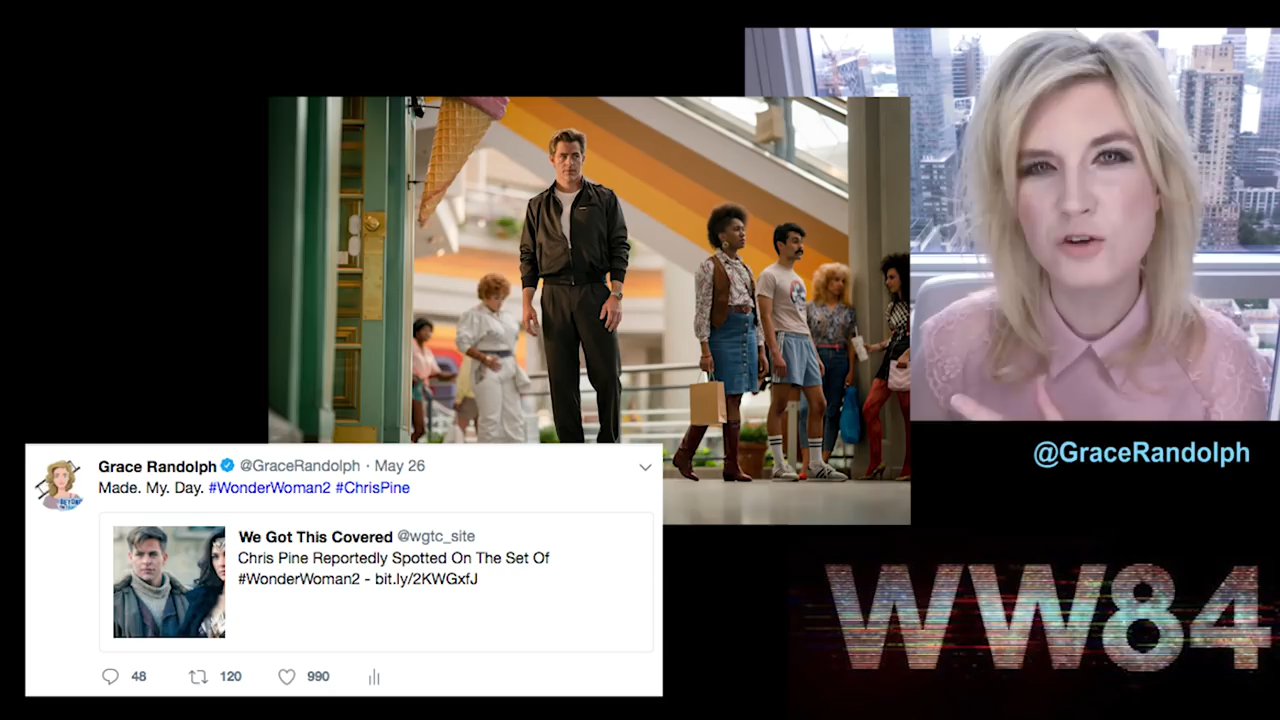 @GraceRandolph
Grace Randolph @GraceRandolph · May 26
Made. My. Day. #WonderWoman2 #ChrisPine
We Got This Covered @wgtc_site
Chris Pine Reportedly Spotted On The Set Of
#WonderWoman2 - bit.ly/2KWGxfJ
48 120 990
WW84